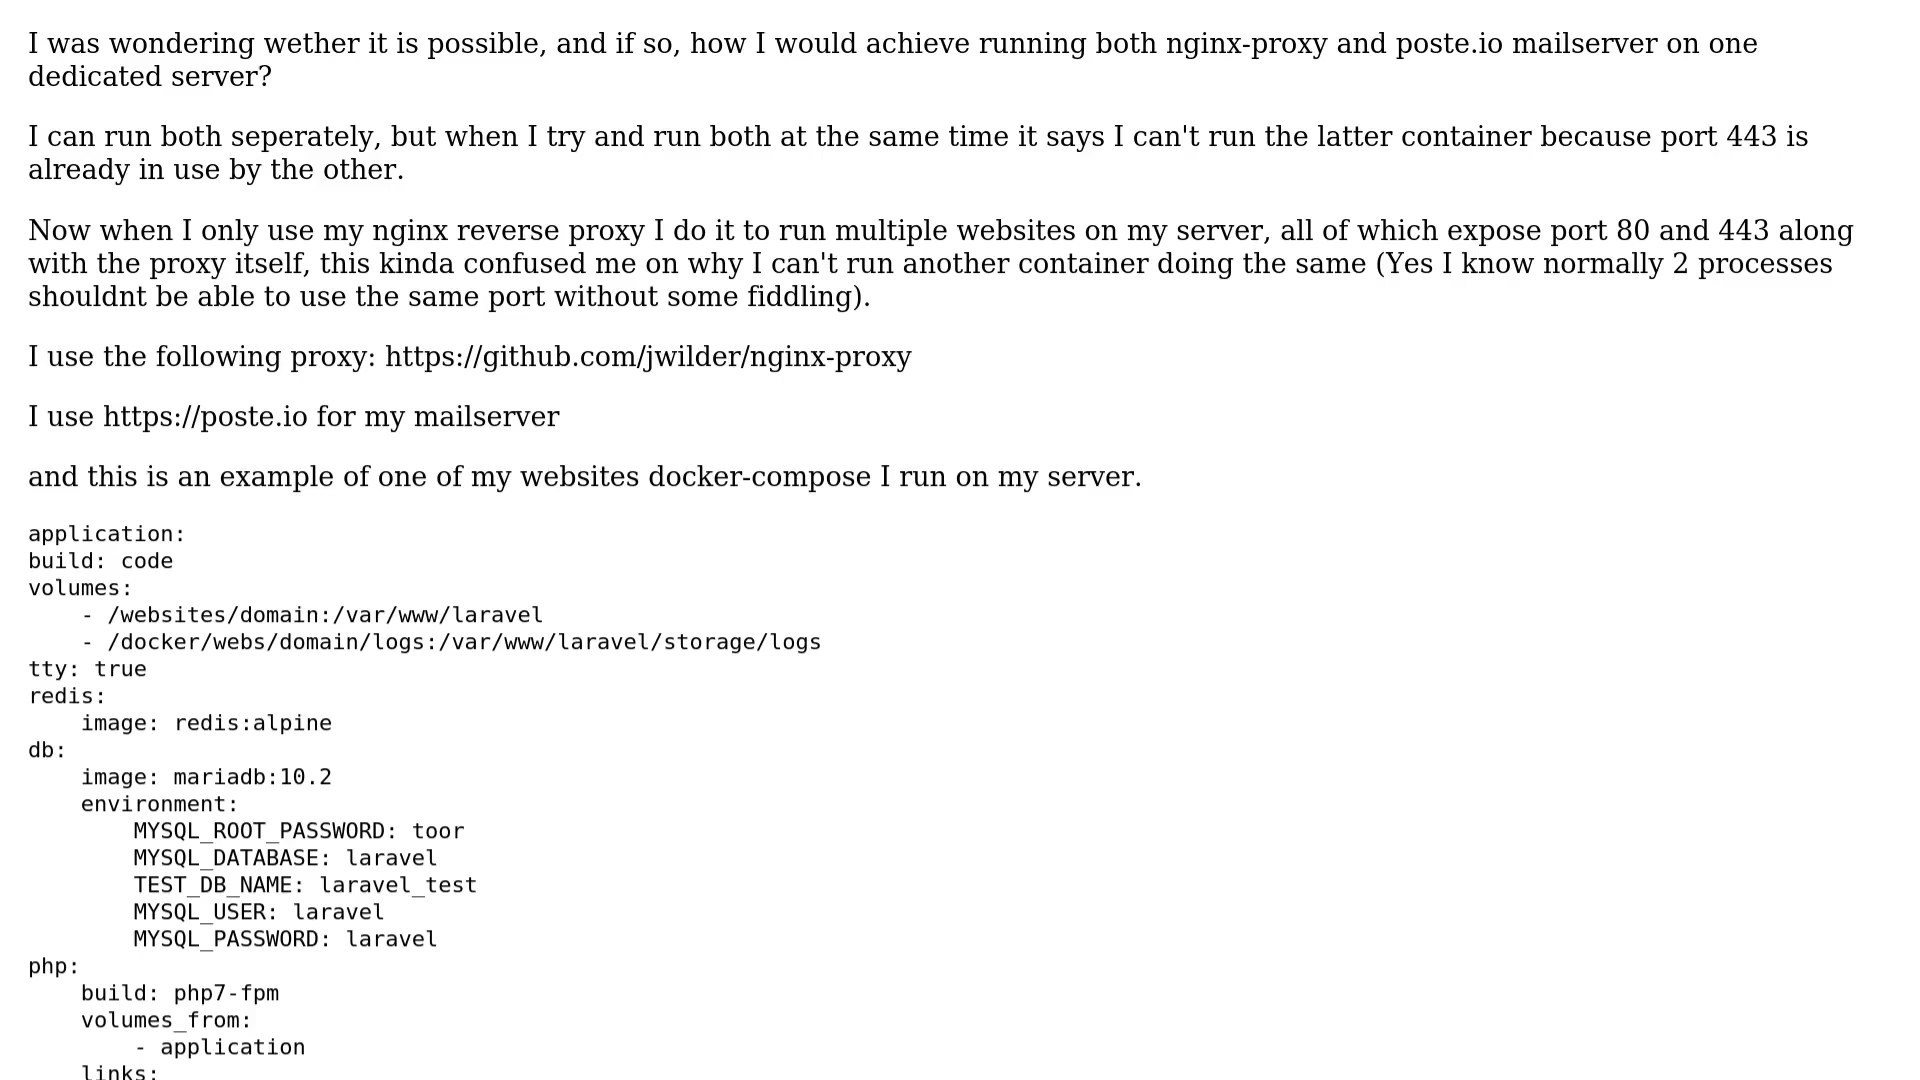 I was wondering wether it is possible, and if so, how I would achieve running both nginx-proxy and poste.io mailserver on one
dedicated server?
I can run both seperately, but when I try and run both at the same time it says I can't run the latter container because port 443 is
already in use by the other.
Now when I only use my nginx reverse proxy I do it to run multiple websites on my server, all of which expose port 80 and 443 along
with the proxy itself, this kinda confused me on why I can't run another container doing the same (Yes I know normally 2 processes
shouldnt be able to use the same port without some fiddling).
I use the following proxy: https://github.com/jwilder/nginx-proxy
I use https://poste.io for my mailserver
and this is an example of one of my websites docker-compose I run on my server.
application:
build: code
volumes:
    - /websites/domain:/var/www/laravel
    - /docker/webs/domain/logs:/var/www/laravel/storage/logs
tty: true
redis:
    image: redis:alpine
db:
    image: mariadb:10.2
    environment:
        MYSQL_ROOT_PASSWORD: toor
        MYSQL_DATABASE: laravel
        TEST_DB_NAME: laravel_test
        MYSQL_USER: laravel
        MYSQL_PASSWORD: laravel
php:
    build: php7-fpm
    volumes_from:
        - application
    links: